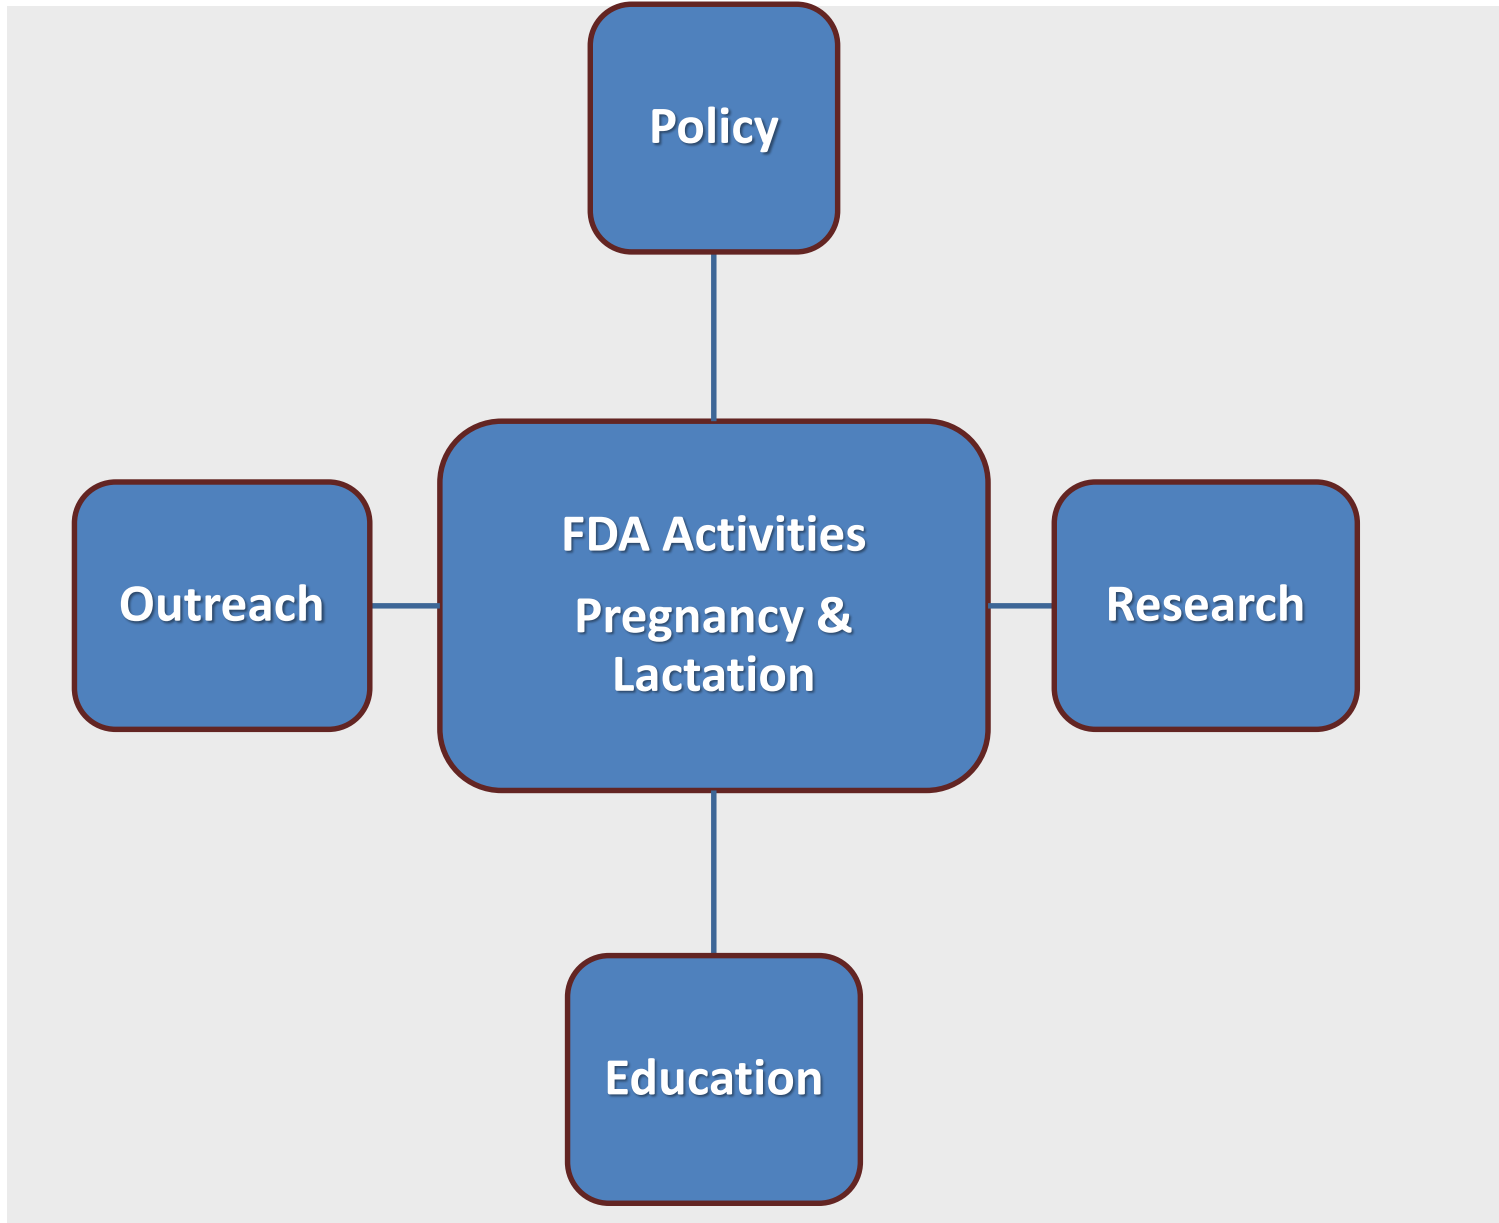 Policy
FDA Activities
Pregnancy &
Lactation
Outreach
Research
Education